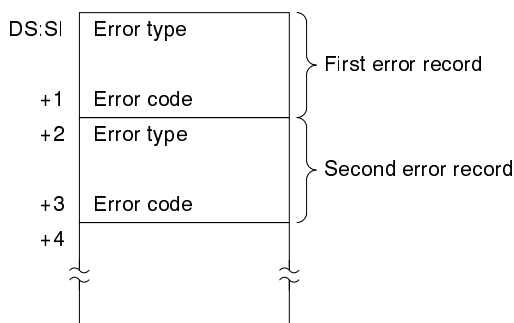 DS:SI Error type
First error record
+1 Error code
+2 Error type
Second error record
+3 Error code
+4